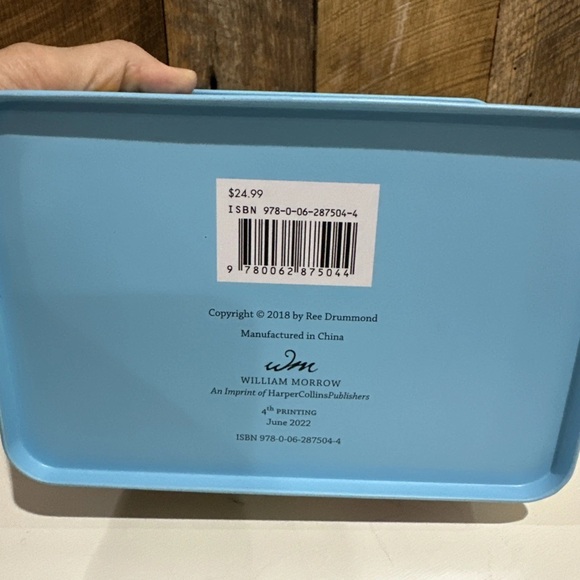 $24.99
ISBN 978-0-06-287504-4
9 780062 875044
Copyright © 2018 by Ree Drummond
Manufactured in China
wm
WILLIAM MORROW
An Imprint of HarperCollinsPublishers
4th PRINTING
June 2022
ISBN 978-0-06-287504-4